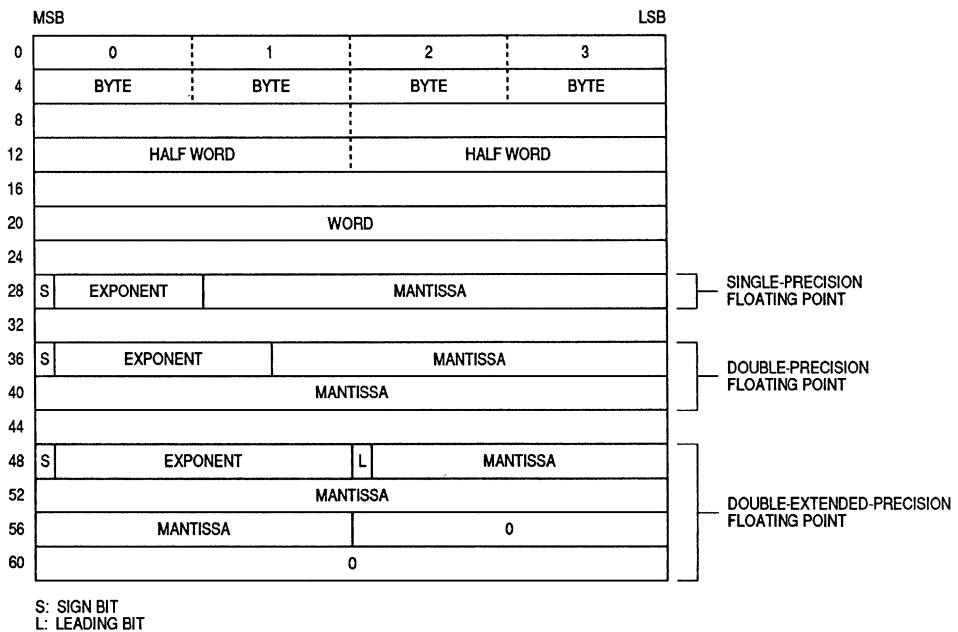 MSB LSB
0 0 1 2 3
4 BYTE BYTE BYTE BYTE
8
12 HALF WORD HALF WORD
16
20 WORD
24
28 S EXPONENT MANTISSA SINGLE-PRECISION
FLOATING POINT
32
36 S EXPONENT MANTISSA DOUBLE-PRECISION
FLOATING POINT
40 MANTISSA
44
48 S EXPONENT L MANTISSA
52 MANTISSA DOUBLE-EXTENDED-PRECISION
FLOATING POINT
56 MANTISSA 0
60 0
S: SIGN BIT
L: LEADING BIT